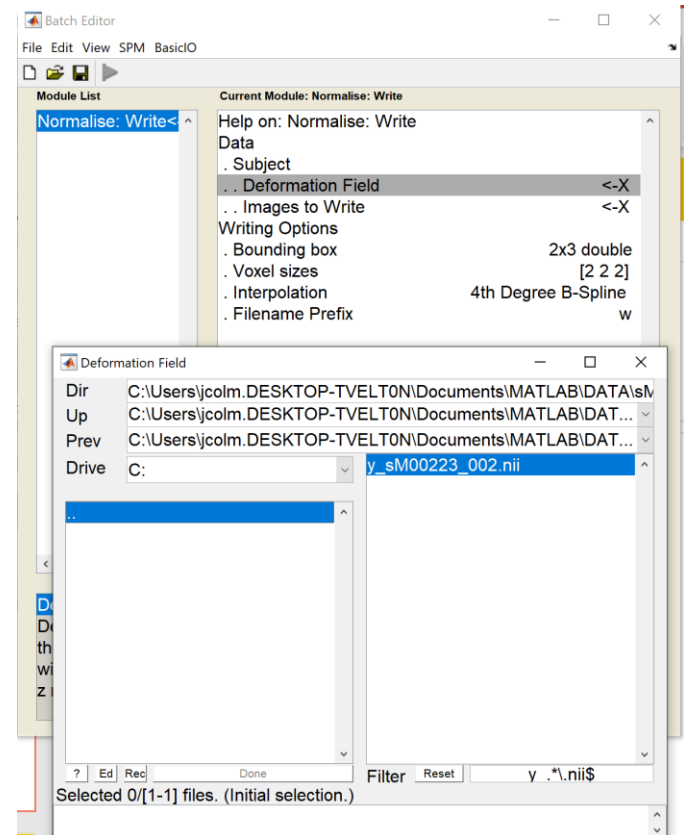 Batch Editor
File Edit View SPM BasicIO
Module List
Current Module: Normalise: Write
Normalise: Write<
Help on: Normalise: Write
Data
. Subject
. . Deformation Field <-X
. . Images to Write <-X
Writing Options
. Bounding box 2x3 double
. Voxel sizes [2 2 2]
. Interpolation 4th Degree B-Spline
. Filename Prefix w
Deformation Field
Dir C:\Users\jcolm.DESKTOP-TVELT0N\Documents\MATLAB\DATA\sM
Up C:\Users\jcolm.DESKTOP-TVELT0N\Documents\MATLAB\DAT...
Prev C:\Users\jcolm.DESKTOP-TVELT0N\Documents\MATLAB\DAT...
Drive C:
y_sM00223_002.nii
..
De
De
th
wi
z
? Ed Rec Done
Filter Reset y .*\.nii$
Selected 0/[1-1] files. (Initial selection.)